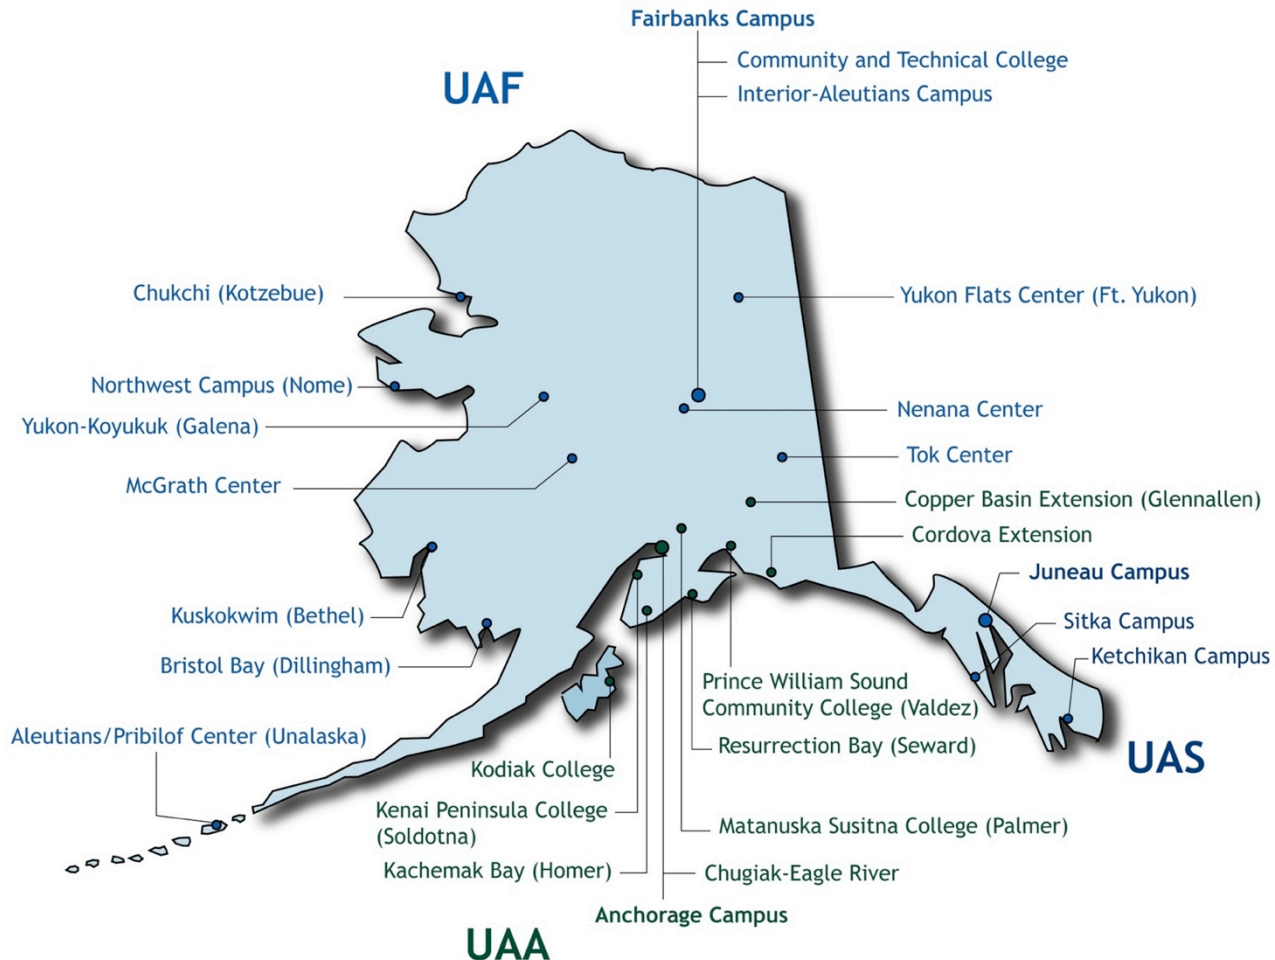 Fairbanks Campus
Community and Technical College
UAF
Interior-Aleutians Campus
Chukchi (Kotzebue)
Yukon Flats Center (Ft. Yukon)
Northwest Campus (Nome)
Nenana Center
Yukon-Koyukuk (Galena)
Tok Center
McGrath Center
Copper Basin Extension (Glennallen)
Cordova Extension
Juneau Campus
Kuskokwim (Bethel)
Sitka Campus
Bristol Bay (Dillingham)
Ketchikan Campus
Prince William Sound
Community College (Valdez)
Aleutians/Pribilof Center (Unalaska)
Resurrection Bay (Seward)
UAS
Kodiak College
Kenai Peninsula College
(Soldotna)
Matanuska Susitna College (Palmer)
Kachemak Bay (Homer)
Chugiak-Eagle River
Anchorage Campus
UAA